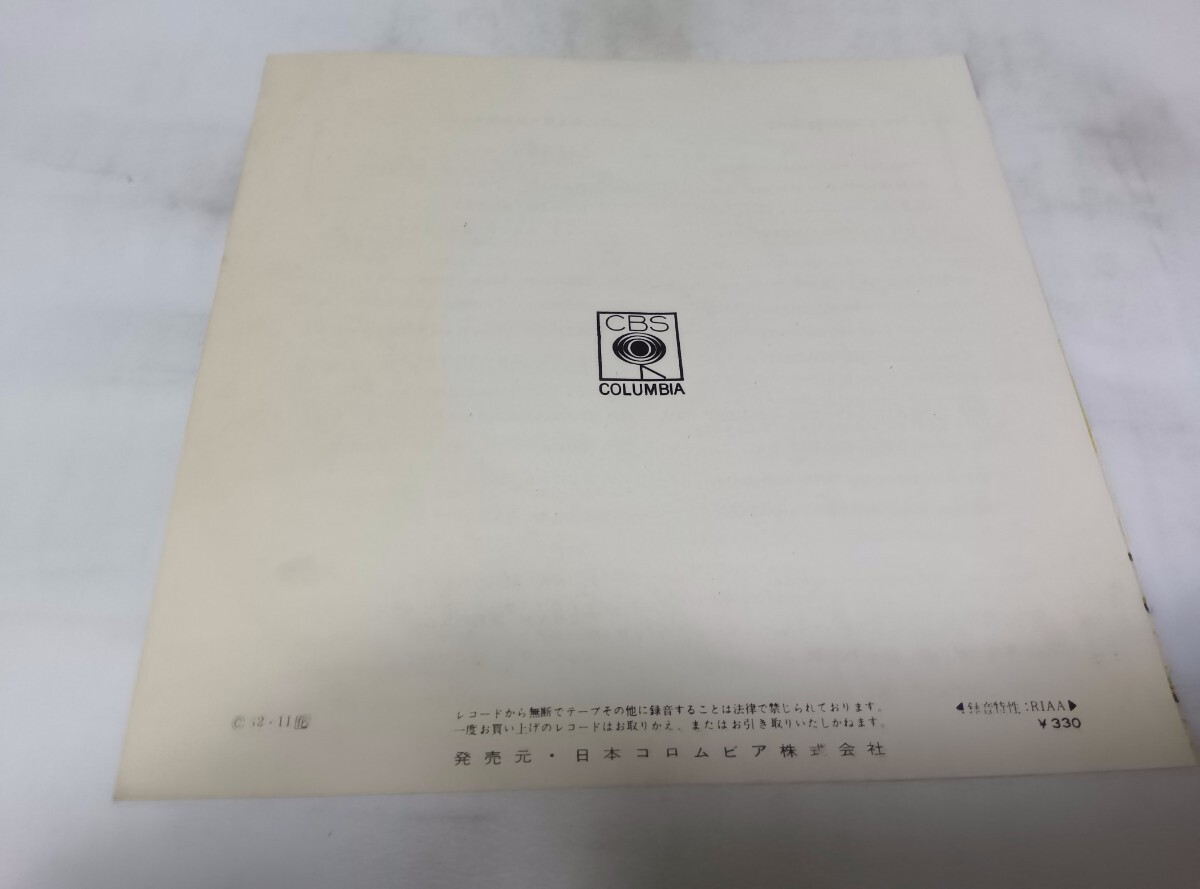 CBS
COLUMBIA
レコードから無断でテープその他に録音することは法律で禁じられております。
一度お買い上げのレコードはお取りかえ、またはお引き取りいたしかねます。
発売元・日本コロムビア株式会社
◀録音特性:RIAA▶
¥330